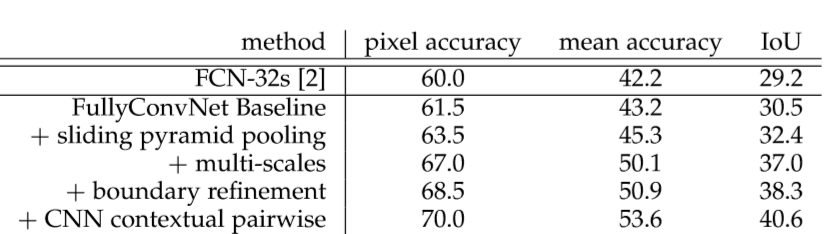 method pixel accuracy mean accuracy IoU
FCN-32s [2] 60.0 42.2 29.2
FullyConvNet Baseline 61.5 43.2 30.5
+ sliding pyramid pooling 63.5 45.3 32.4
+ multi-scales 67.0 50.1 37.0
+ boundary refinement 68.5 50.9 38.3
+ CNN contextual pairwise 70.0 53.6 40.6